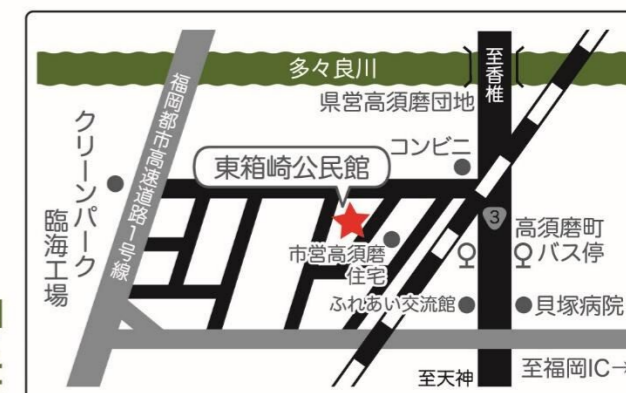 多々良川
至香椎
県営高須磨団地
福岡都市高速道路1号線
クリーンパーク
臨海工場
コンビニ
東箱崎公民館
3
高須磨町
バス停
市営高須磨
住宅
ふれあい交流館
貝塚病院
至天神
至福岡IC→